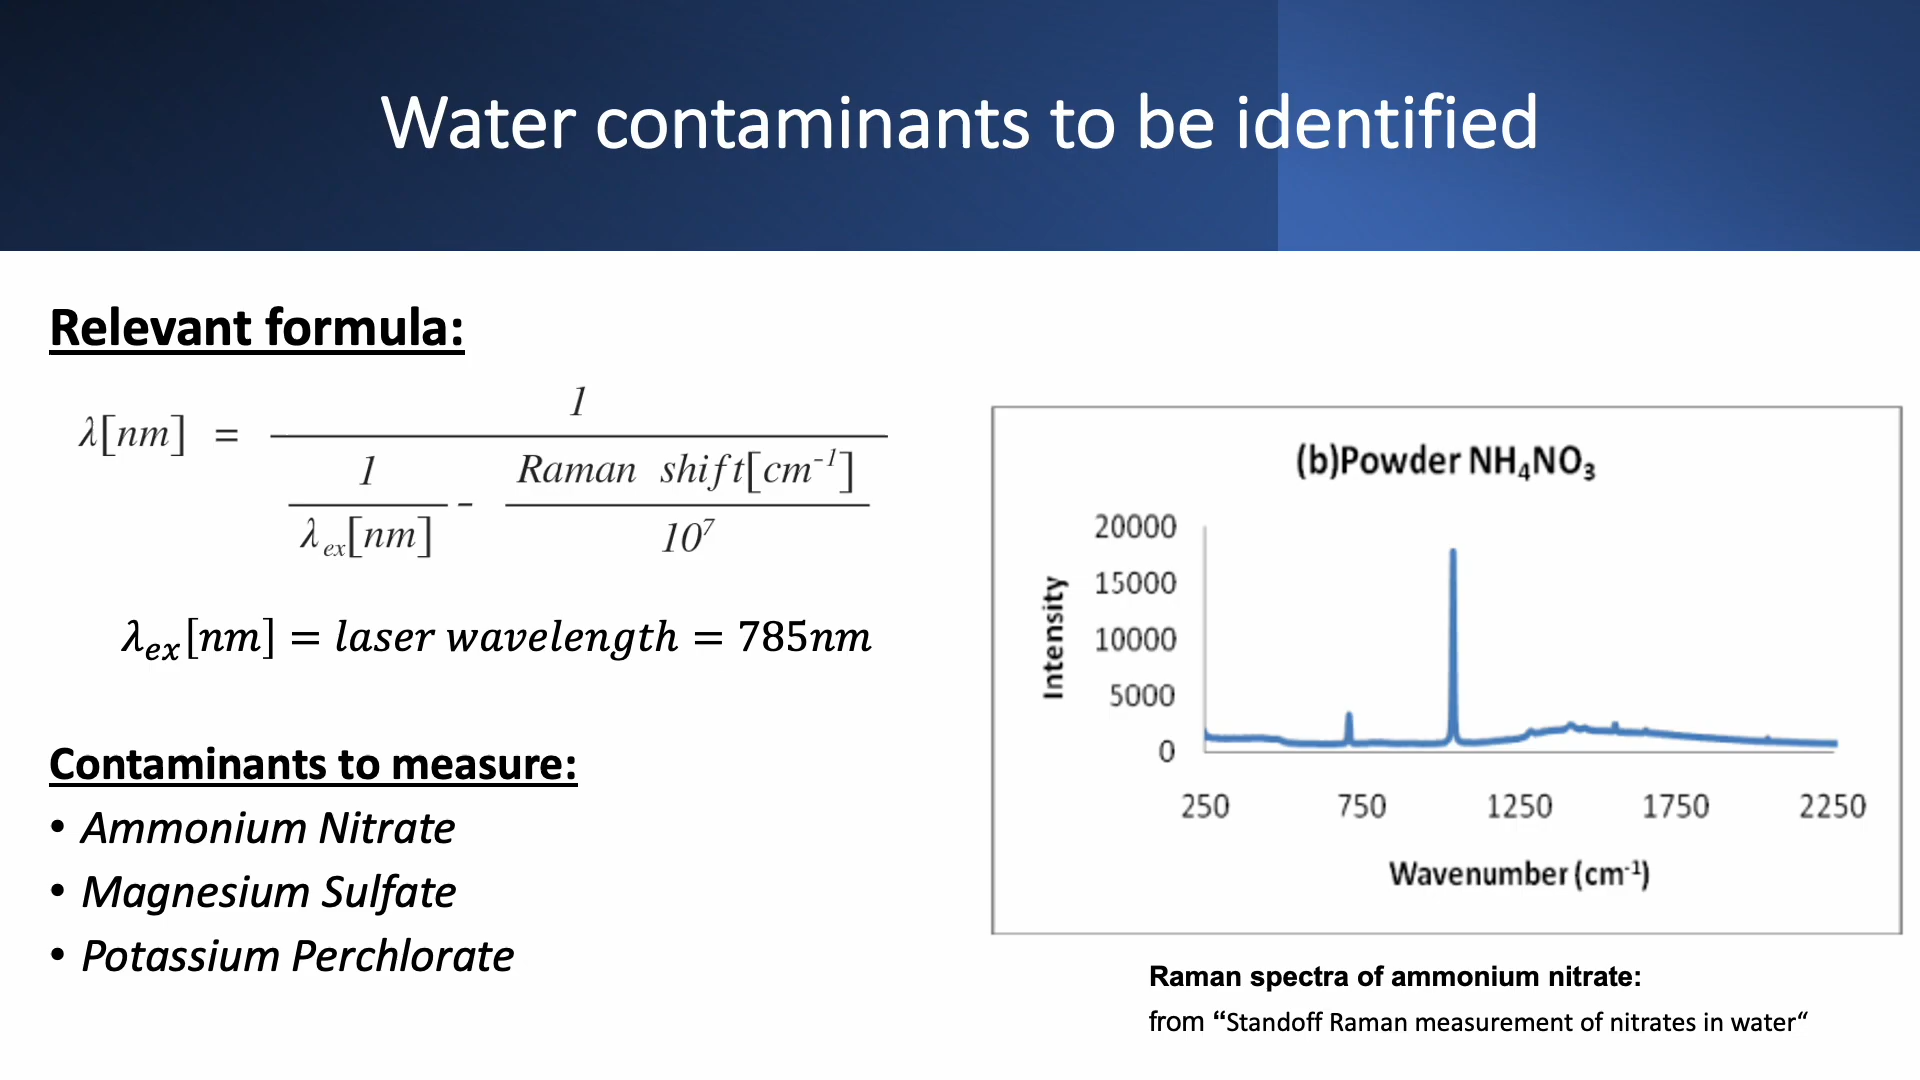 Water contaminants to be identified
Relevant formula:
λ[nm] = 1 / (1/λex[nm] - Raman shift[cm⁻¹]/10⁷)
λex[nm] = laser wavelength = 785nm
Contaminants to measure:
• Ammonium Nitrate
• Magnesium Sulfate
• Potassium Perchlorate
(b)Powder NH₄NO₃
Intensity
20000
15000
10000
5000
0
250 750 1250 1750 2250
Wavenumber (cm⁻¹)
Raman spectra of ammonium nitrate:
from “Standoff Raman measurement of nitrates in water“